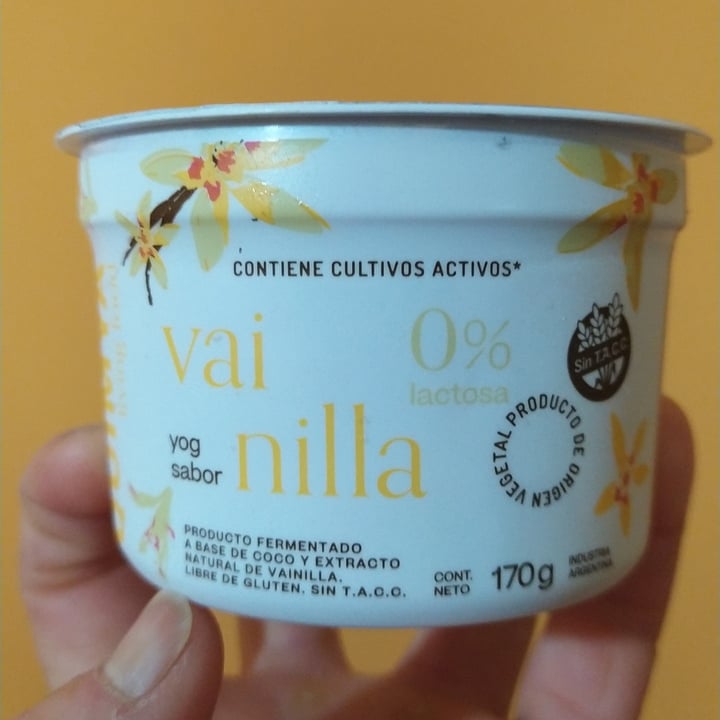 CONTIENE CULTIVOS ACTIVOS*
vai
nilla
yog
sabor
0%
lactosa
Sin T.A.C.C.
PRODUCTO DE ORIGEN VEGETAL
PRODUCTO FERMENTADO
A BASE DE COCO Y EXTRACTO
NATURAL DE VAINILLA.
LIBRE DE GLUTEN. SIN T.A.C.C.
CONT.
NETO
170g
INDUSTRIA
ARGENTINA